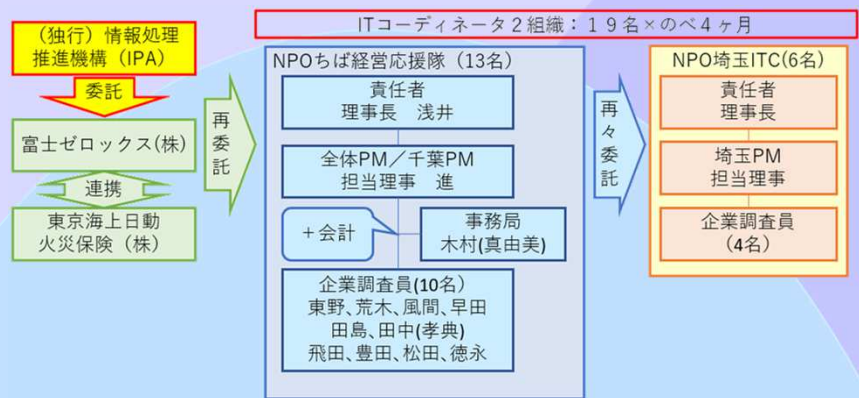 ITコーディネータ2組織：１９名×のべ４ヶ月
（独行）情報処理
推進機構（IPA）
委託
富士ゼロックス(株)
連携
東京海上日動
火災保険（株）
再委託
NPOちば経営応援隊（13名）
責任者
理事長　浅井
全体PM／千葉PM
担当理事　進
＋会計
事務局
木村(真由美)
企業調査員(10名)
東野、荒木、風間、早田
田島、田中(孝典)
飛田、豊田、松田、徳永
再々委託
NPO埼玉ITC(6名)
責任者
理事長
埼玉PM
担当理事
企業調査員
（4名）